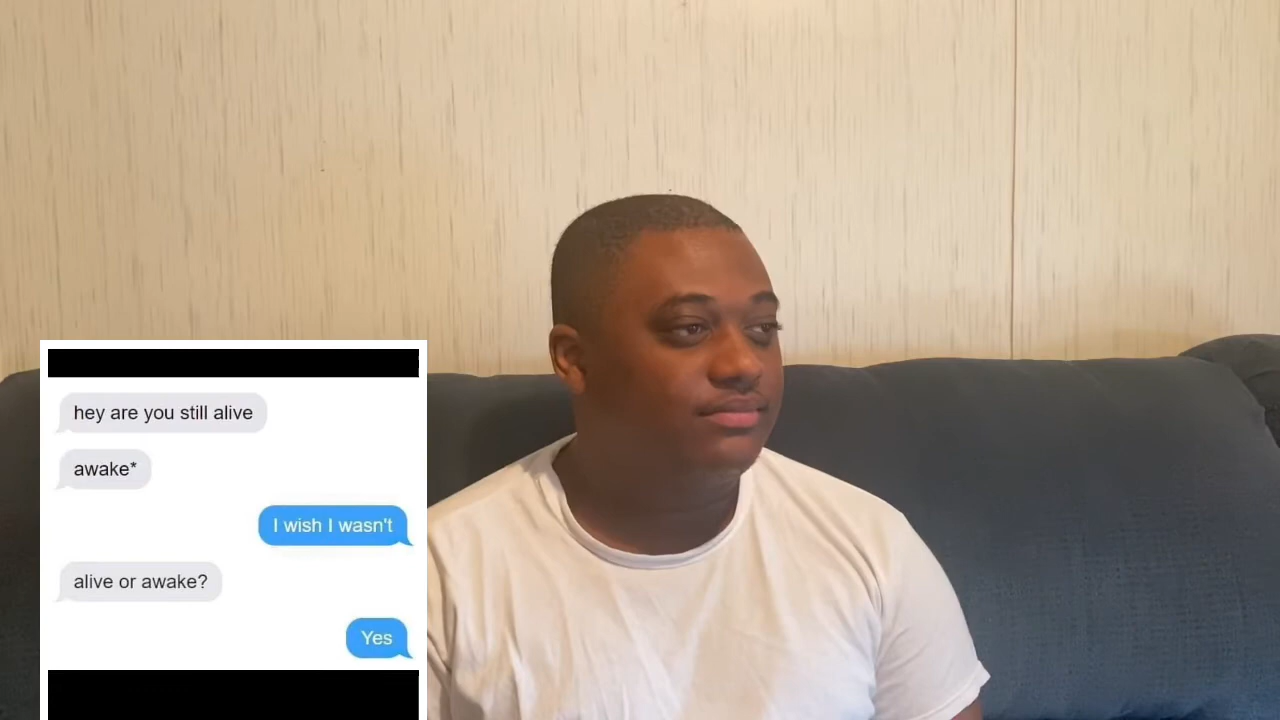 hey are you still alive
awake*
I wish I wasn't
alive or awake?
Yes